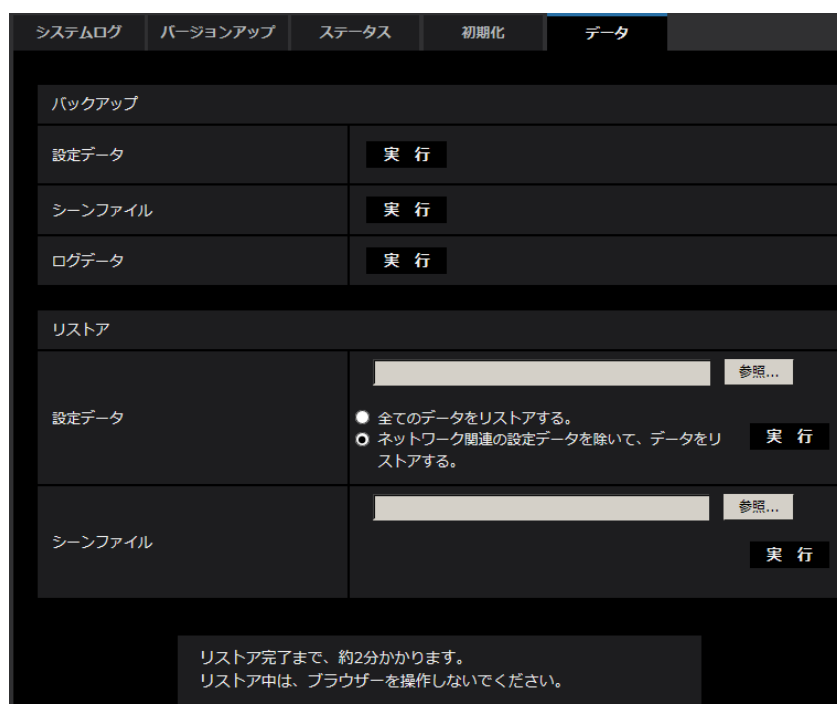 システムログ バージョンアップ ステータス 初期化 データ
バックアップ
設定データ 実 行
シーンファイル 実 行
ログデータ 実 行
リストア
参照...
設定データ
全てのデータをリストアする。
ネットワーク関連の設定データを除いて、データをリ
ストアする。
実 行
参照...
シーンファイル
実 行
リストア完了まで、約2分かかります。
リストア中は、ブラウザーを操作しないでください。